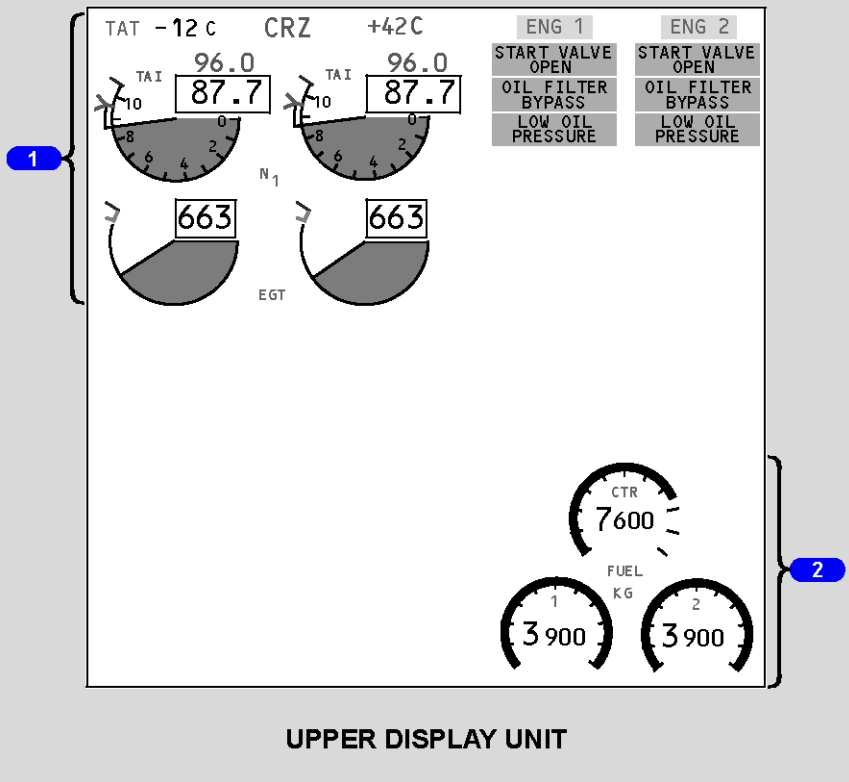 TAT -12 C CRZ +42C ENG 1 ENG 2
96.0 96.0 START VALVE OPEN START VALVE OPEN
TAI 87.7 TAI 87.7 OIL FILTER BYPASS OIL FILTER BYPASS
10 0 10 0 LOW OIL PRESSURE LOW OIL PRESSURE
8 6 4 2 8 6 4 2
1
N1
663 663
EGT
CTR
7600
FUEL
KG
2
1 2
3900 3900
UPPER DISPLAY UNIT